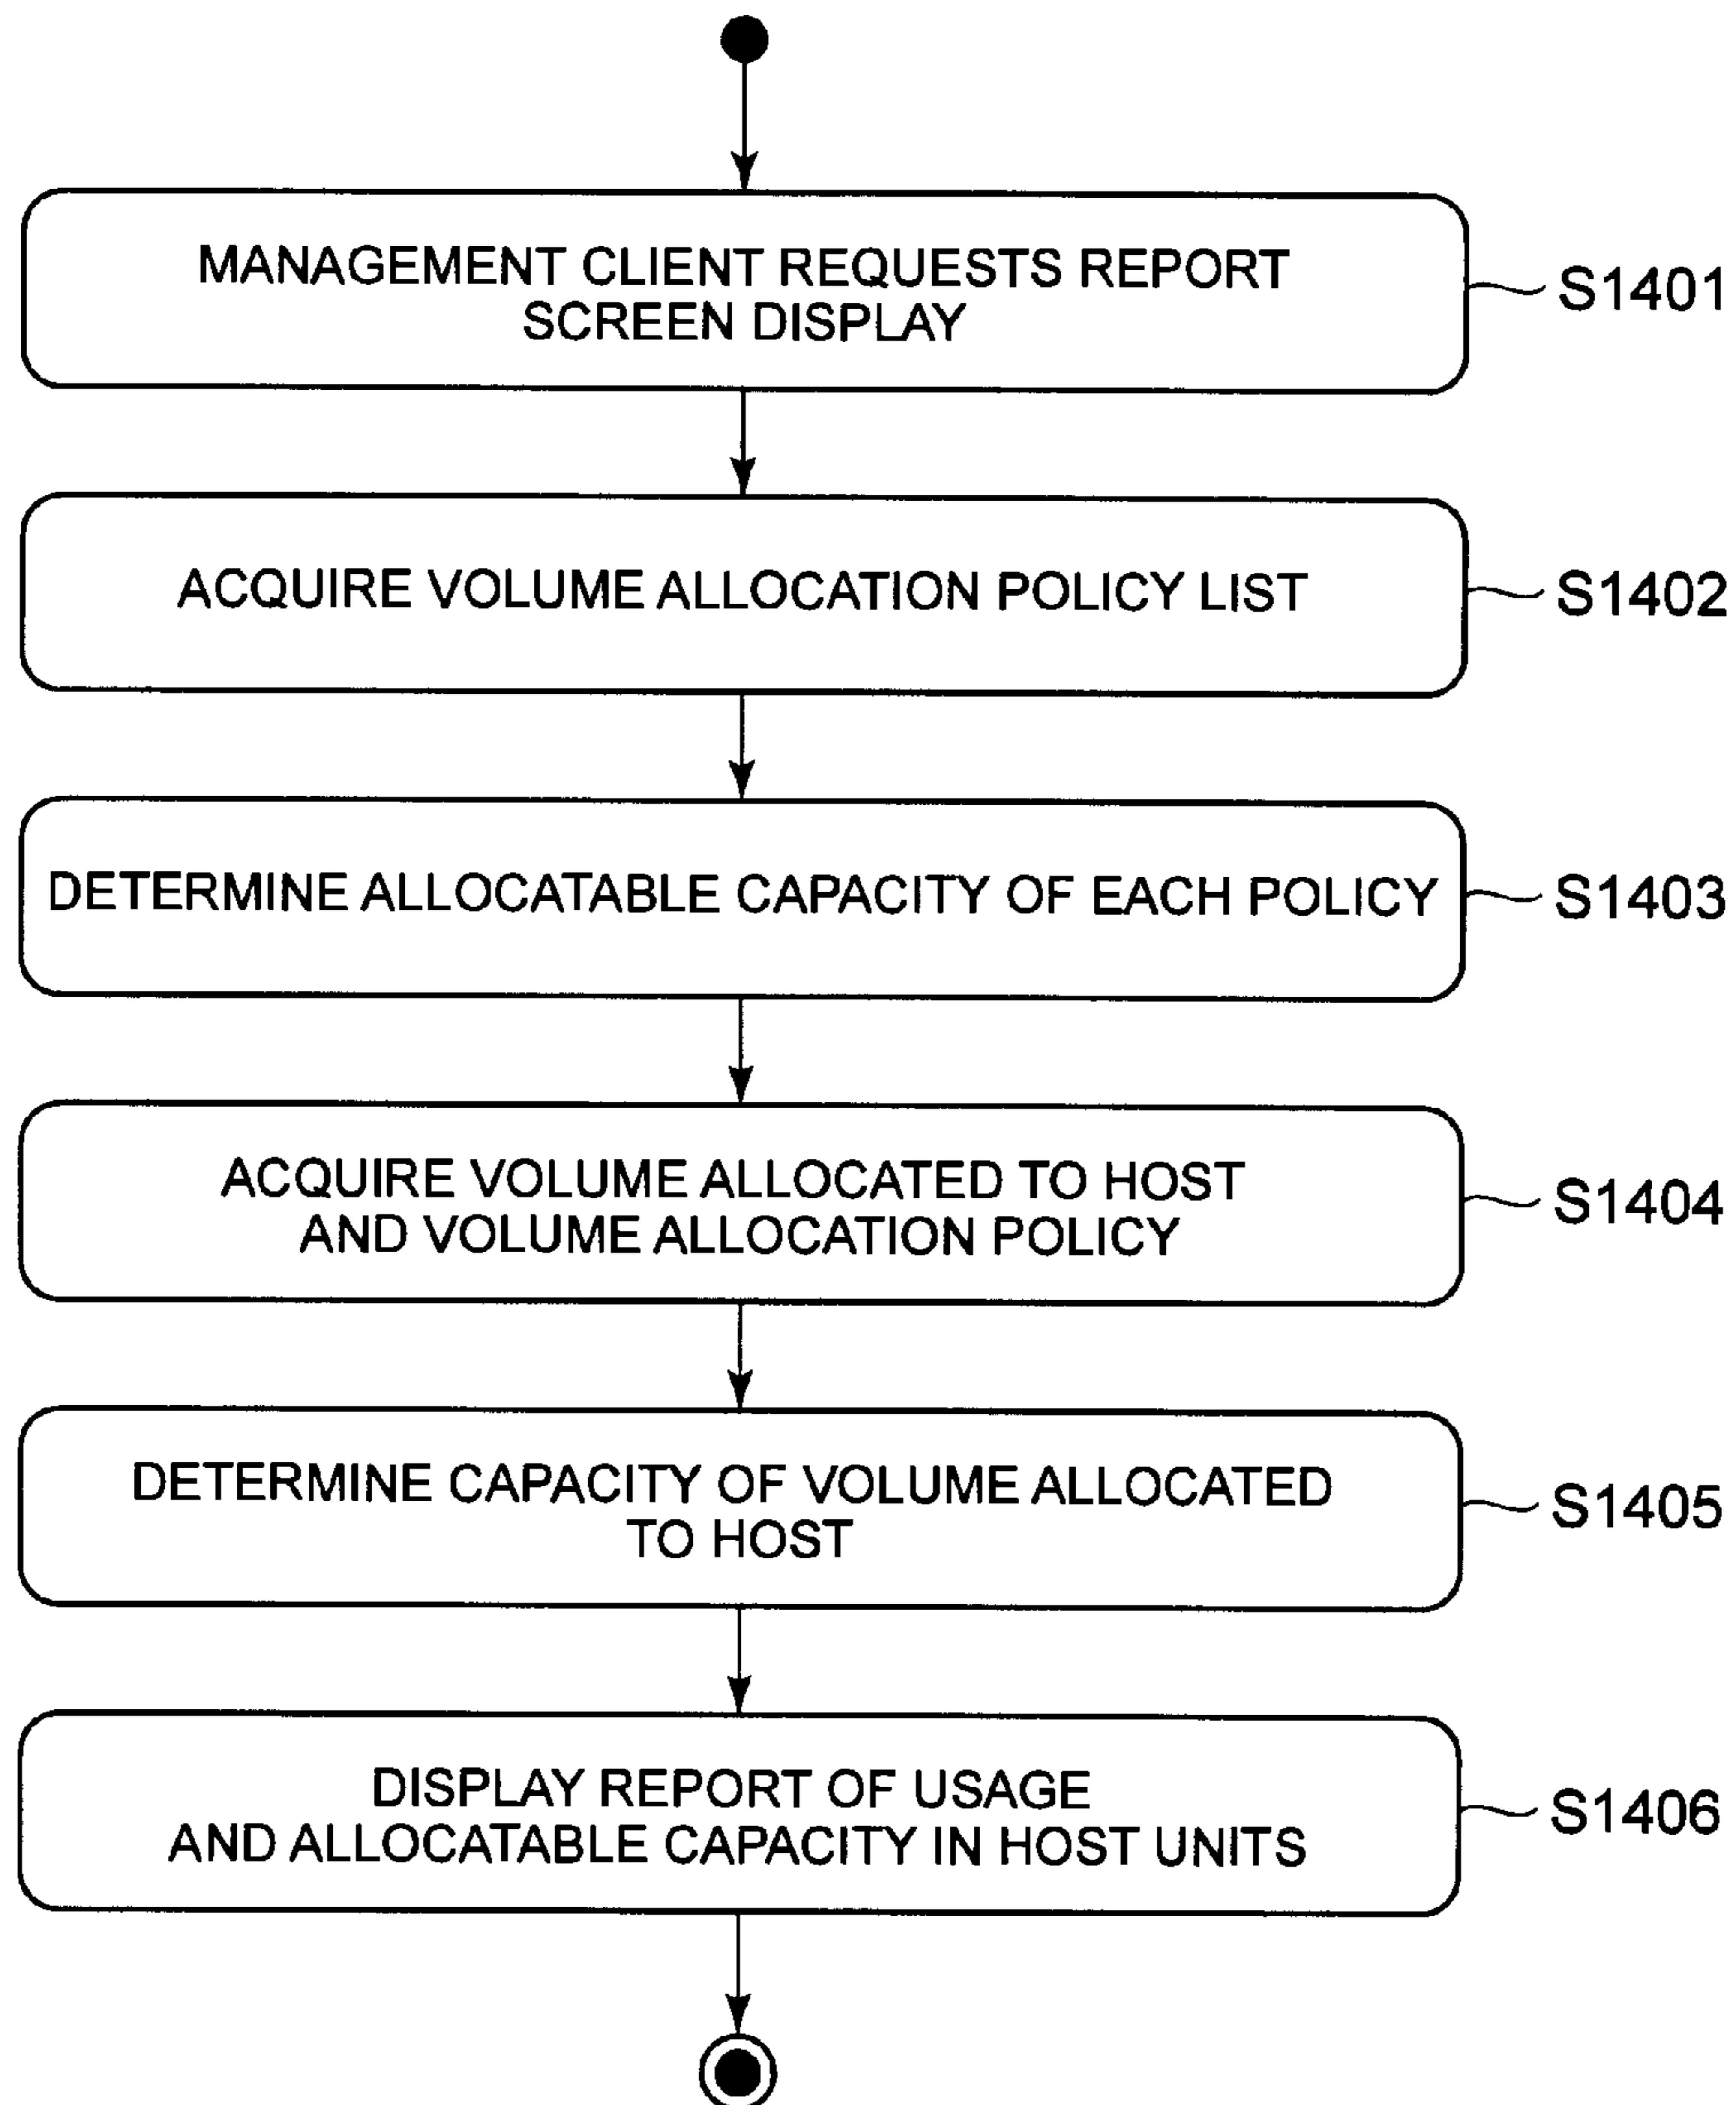 MANAGEMENT CLIENT REQUESTS REPORT
SCREEN DISPLAY
S1401
ACQUIRE VOLUME ALLOCATION POLICY LIST
S1402
DETERMINE ALLOCATABLE CAPACITY OF EACH POLICY
S1403
ACQUIRE VOLUME ALLOCATED TO HOST
AND VOLUME ALLOCATION POLICY
S1404
DETERMINE CAPACITY OF VOLUME ALLOCATED
TO HOST
S1405
DISPLAY REPORT OF USAGE
AND ALLOCATABLE CAPACITY IN HOST UNITS
S1406